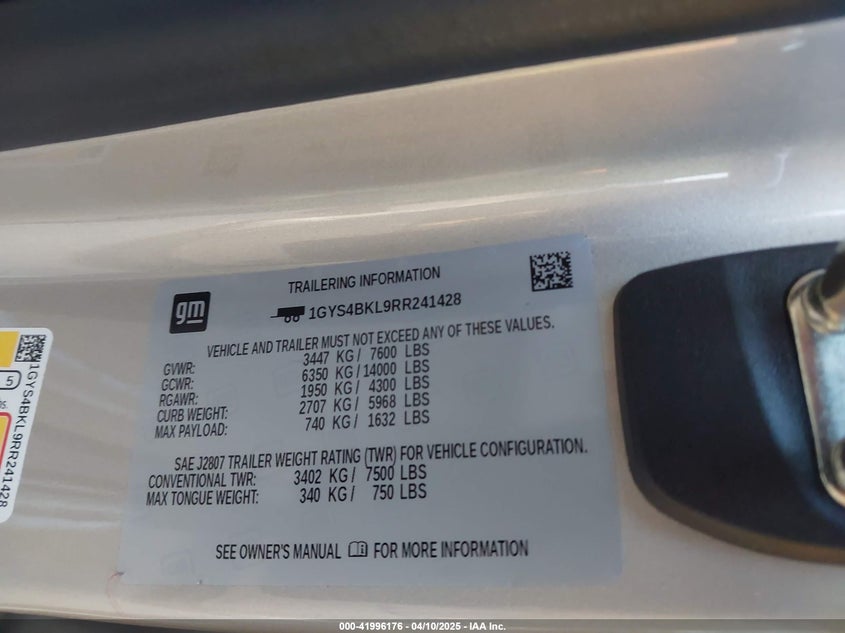 TRAILERING INFORMATION
gm
1GYS4BKL9RR241428
VEHICLE AND TRAILER MUST NOT EXCEED ANY OF THESE VALUES.
GVWR: 3447 KG / 7600 LBS
GCWR: 6350 KG / 14000 LBS
RGAWR: 1950 KG / 4300 LBS
CURB WEIGHT: 2707 KG / 5968 LBS
MAX PAYLOAD: 740 KG / 1632 LBS
SAE J2807 TRAILER WEIGHT RATING (TWR) FOR VEHICLE CONFIGURATION.
CONVENTIONAL TWR: 3402 KG / 7500 LBS
MAX TONGUE WEIGHT: 340 KG / 750 LBS
SEE OWNER'S MANUAL FOR MORE INFORMATION
5
1GYS4BKL9RR241428
000-41996176 - 04/10/2025 - IAA Inc.